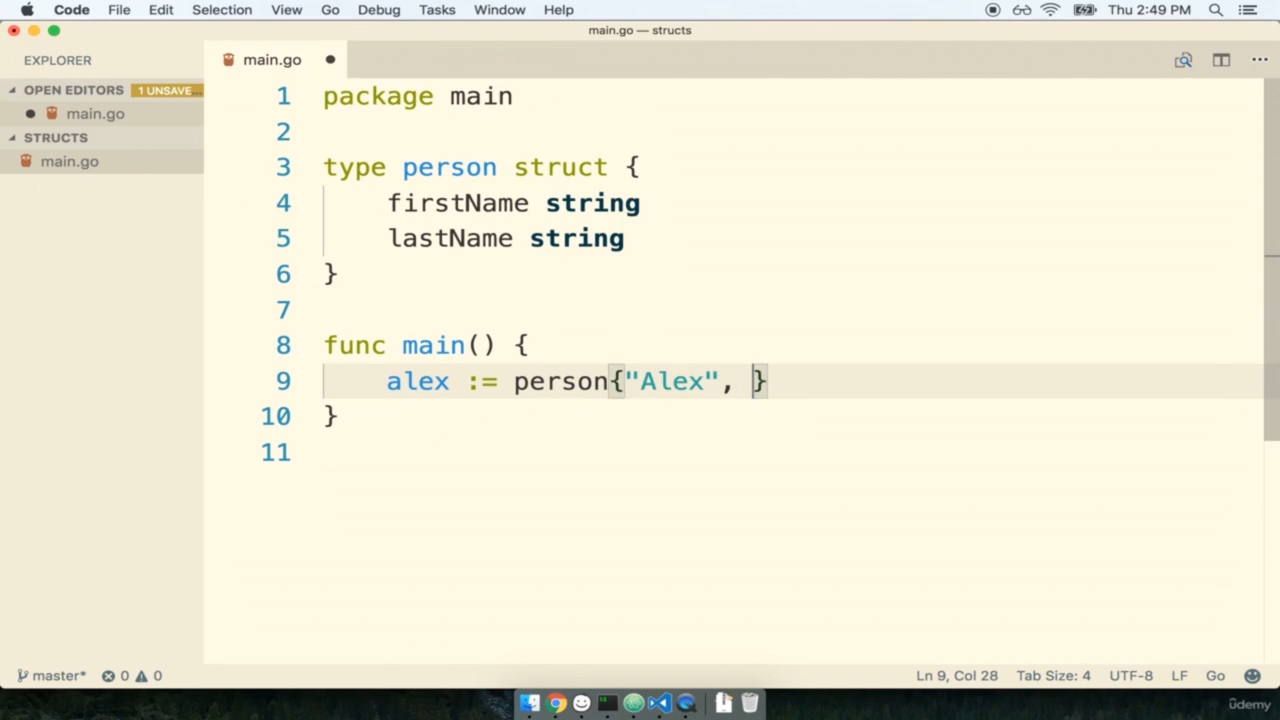 Code File Edit Selection View Go Debug Tasks Window Help Thu 2:49 PM
main.go — structs
EXPLORER
main.go
OPEN EDITORS 1 UNSAVE...
main.go
STRUCTS
main.go
1 package main
2
3 type person struct {
4 firstName string
5 lastName string
6 }
7
8 func main() {
9 alex := person{"Alex", }
10 }
11
master* 0 0 Ln 9, Col 28 Tab Size: 4 UTF-8 LF Go
ûdemy